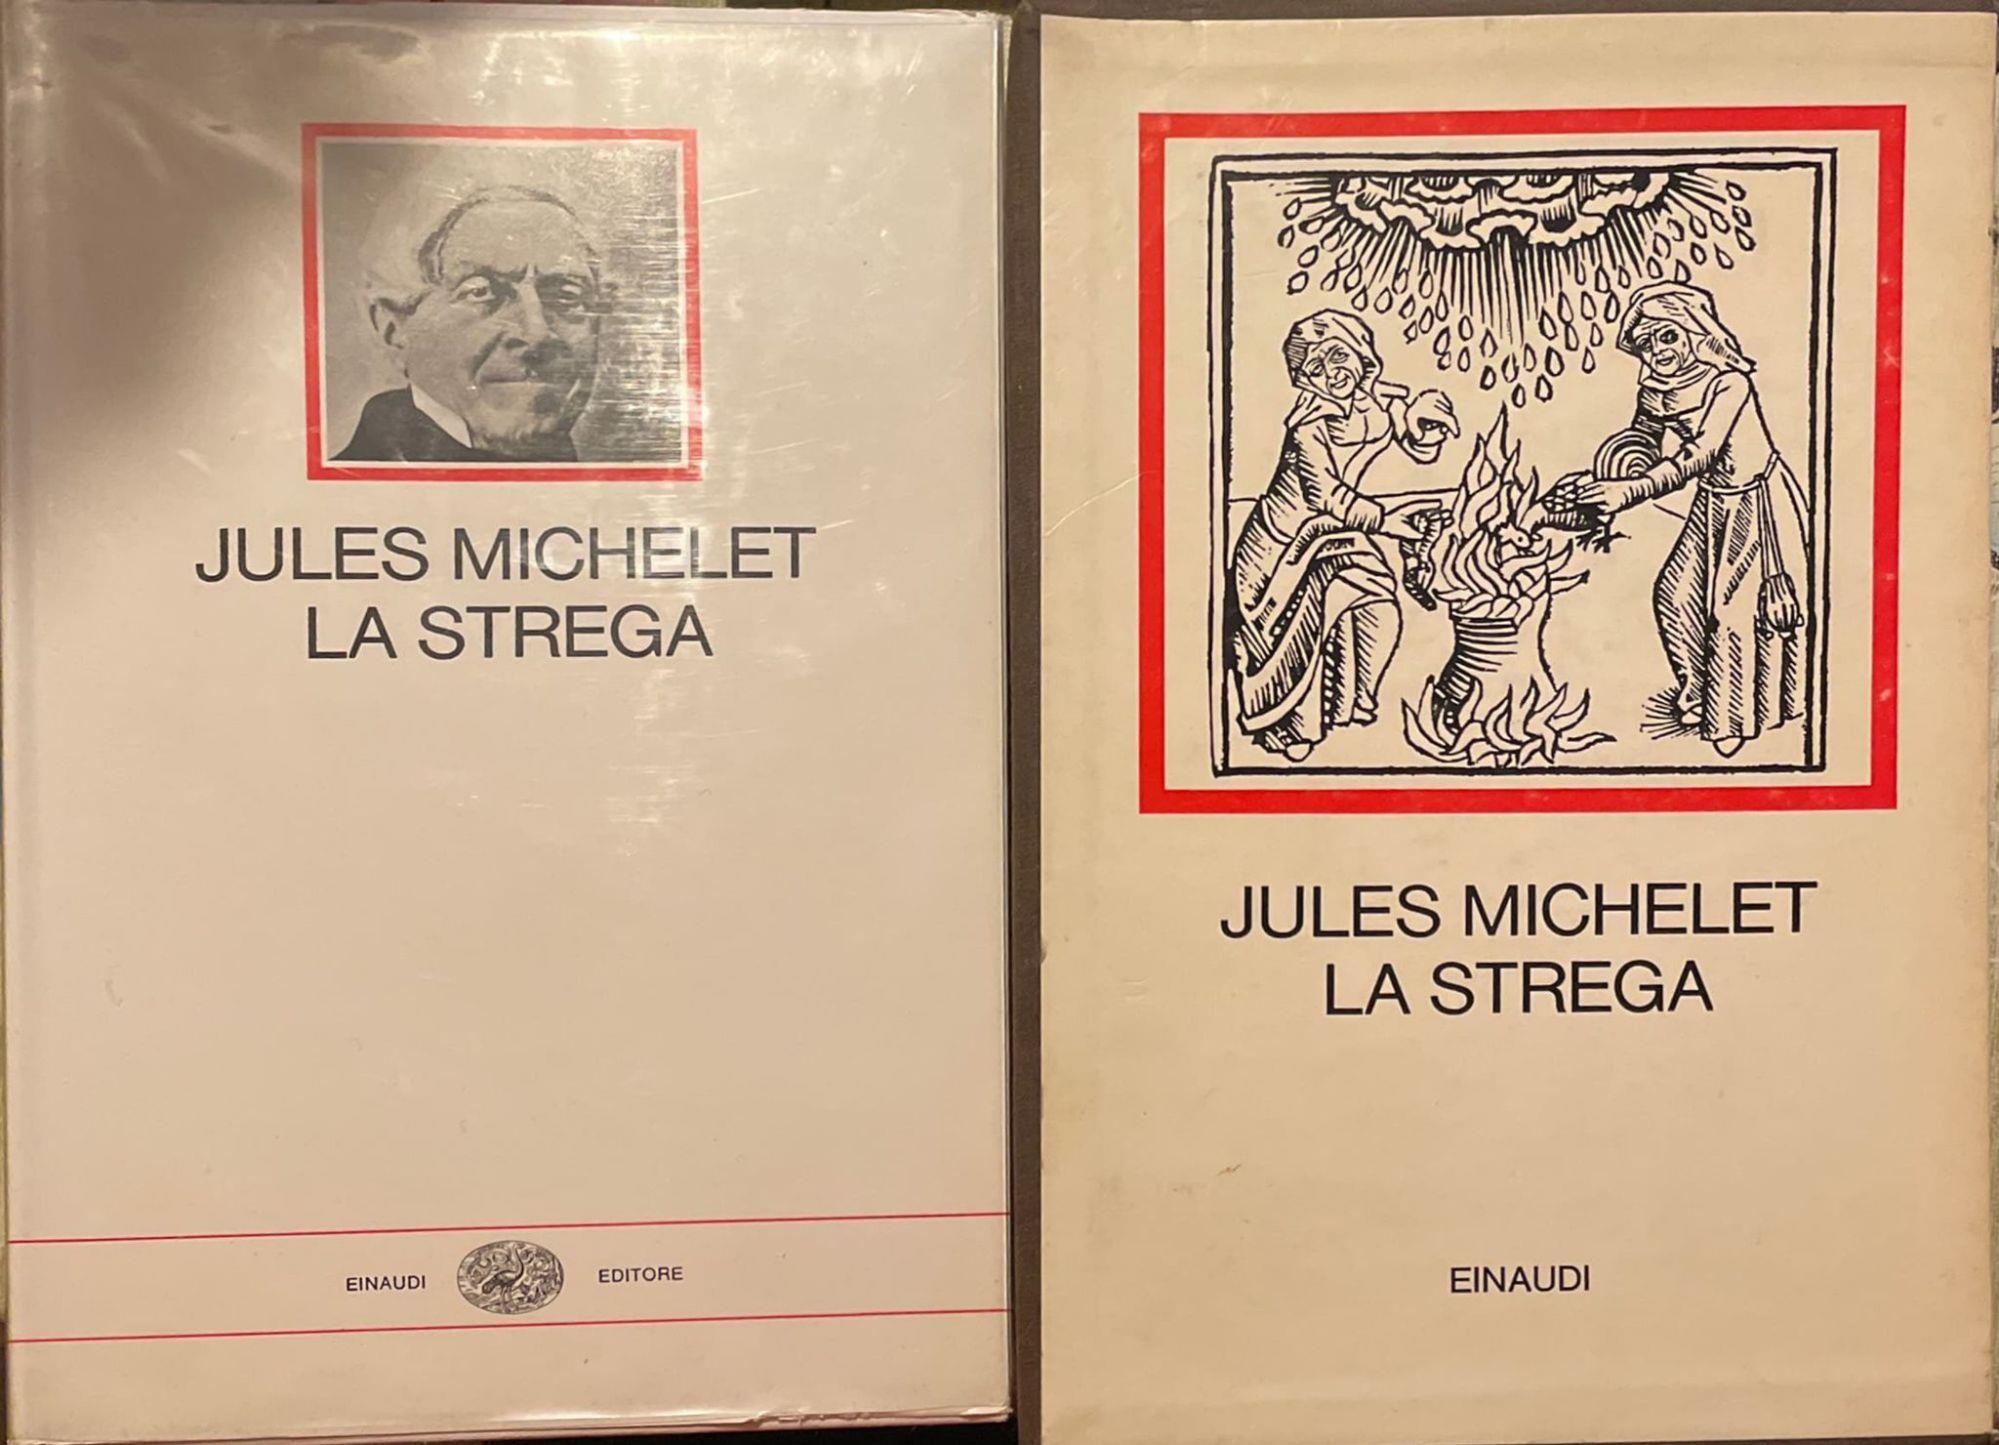 JULES MICHELET
LA STREGA
EINAUDI EDITORE
JULES MICHELET
LA STREGA
EINAUDI